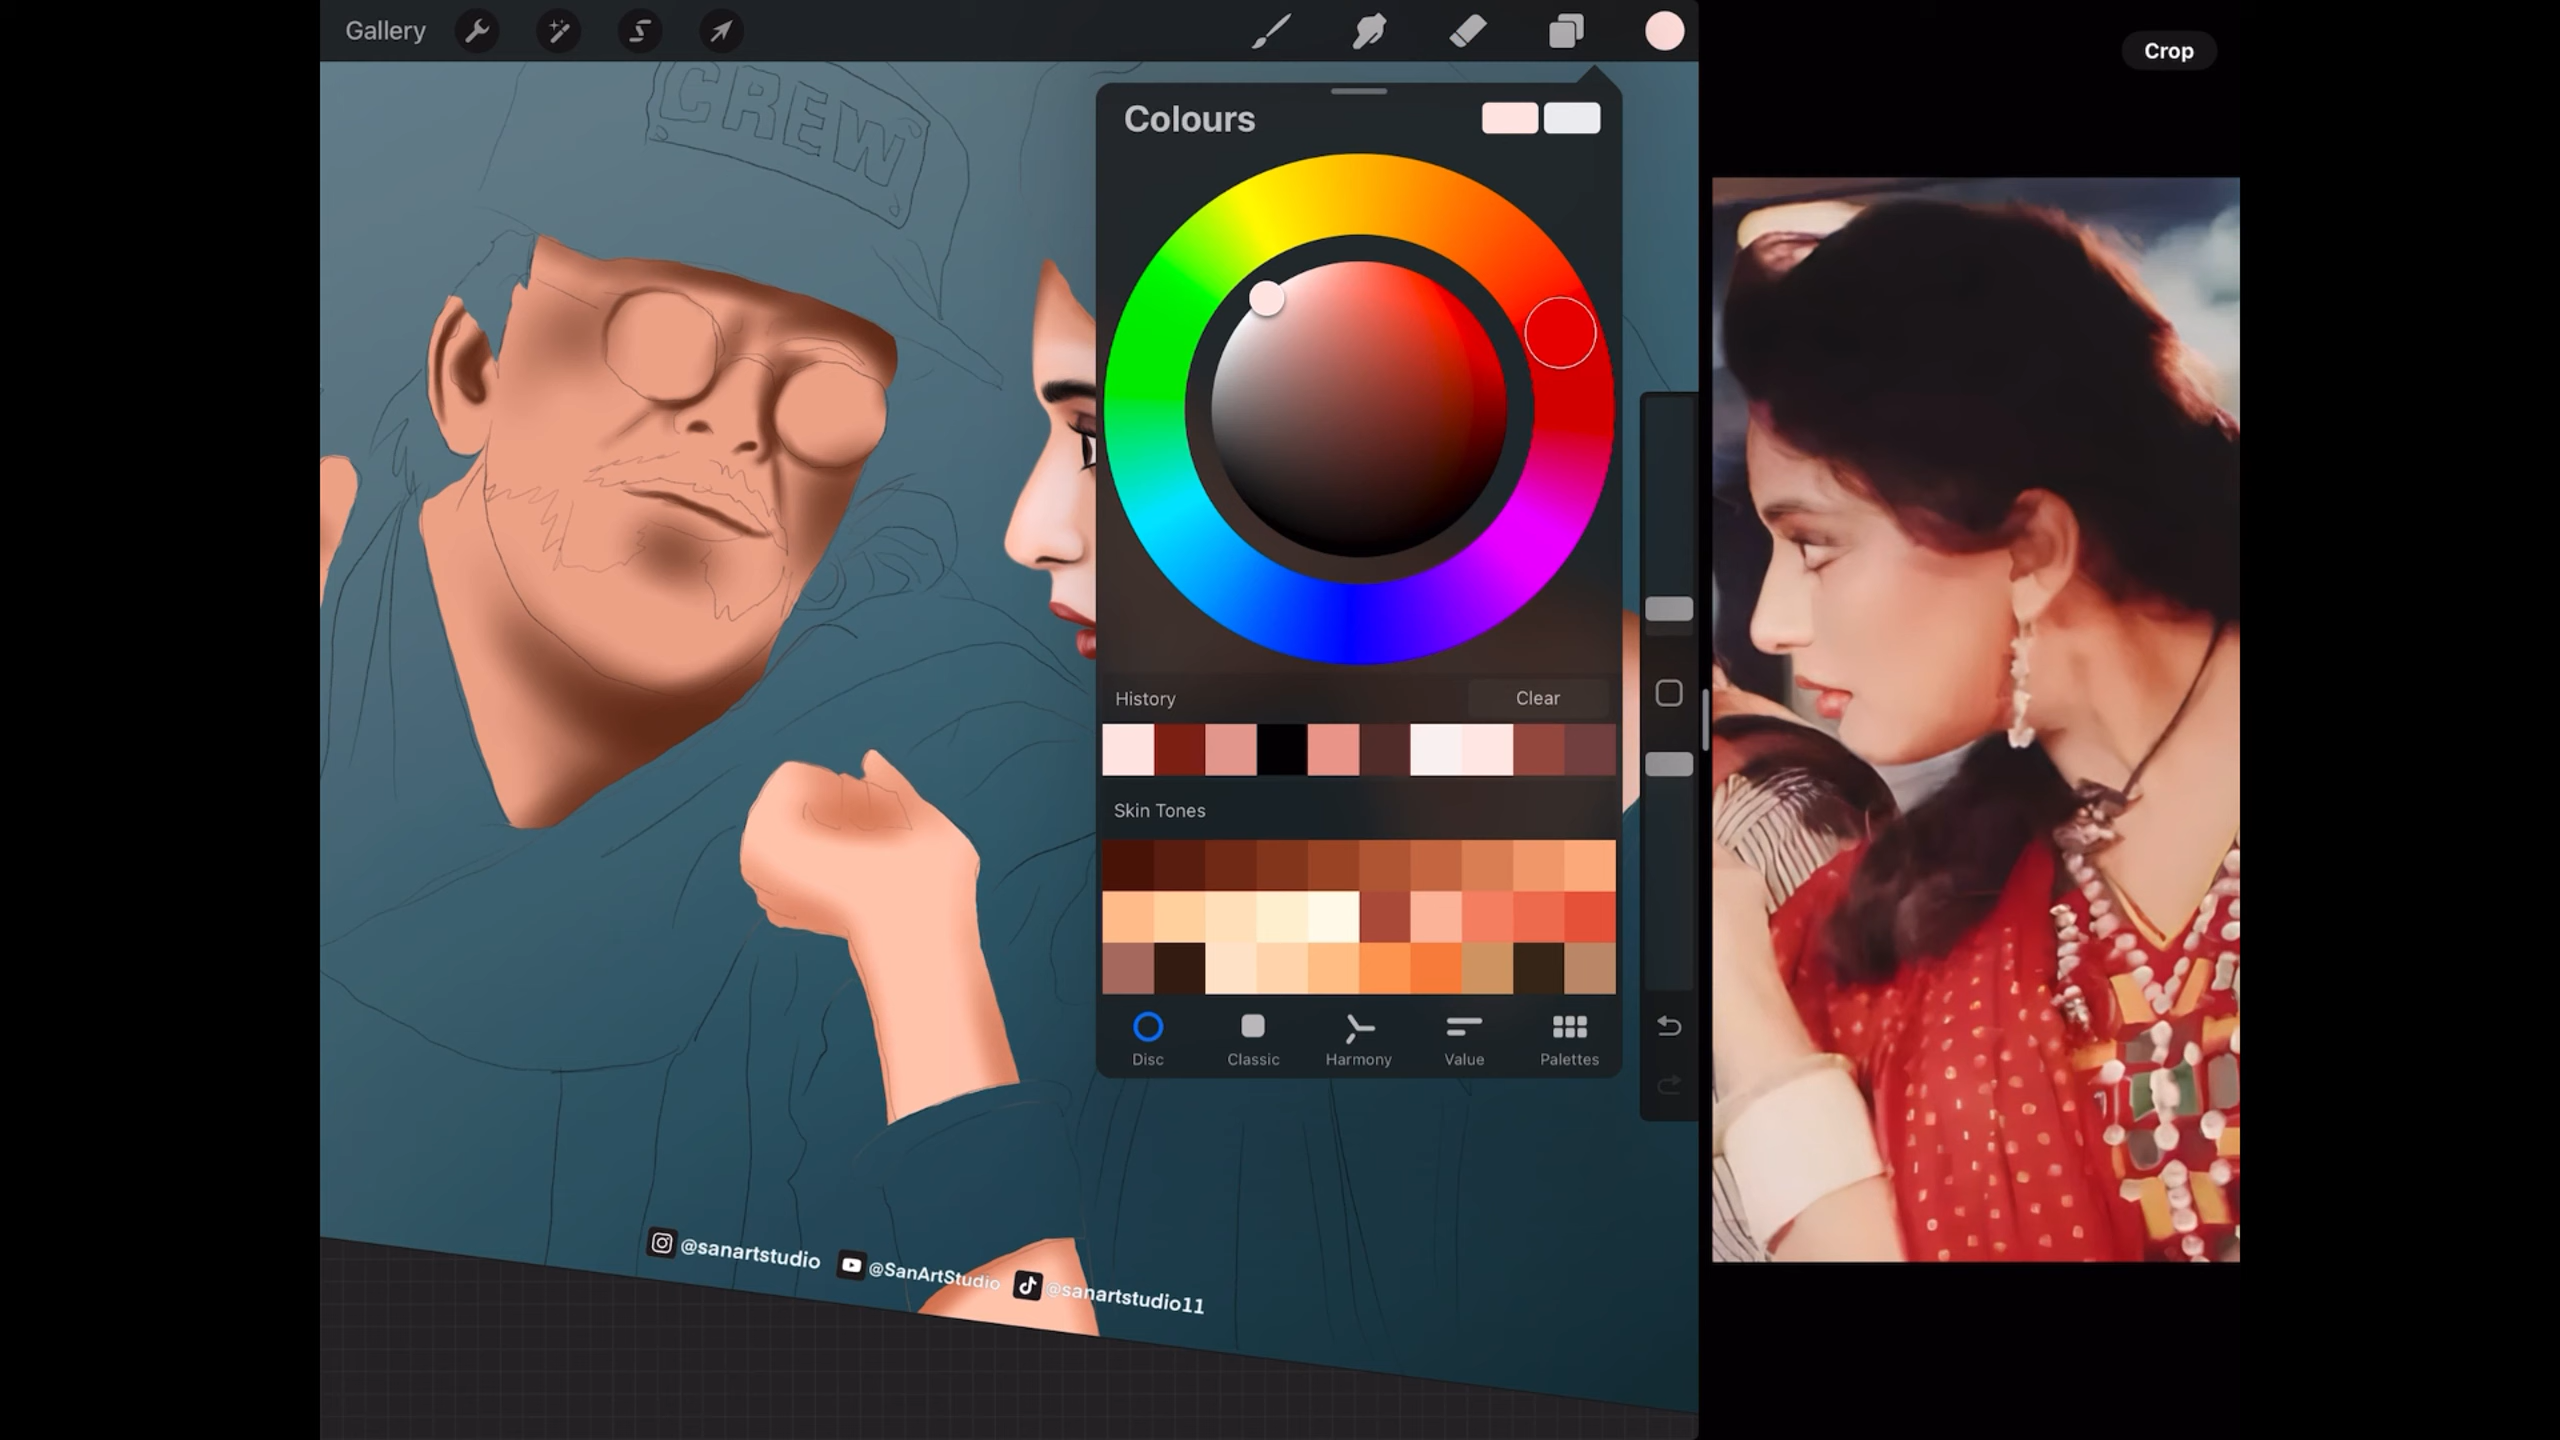 Gallery
Crop
CREW
Colours
History
Clear
Skin Tones
Disc
Classic
Harmony
Value
Palettes
@sanartstudio
@SanArtStudio
@sanartstudio11